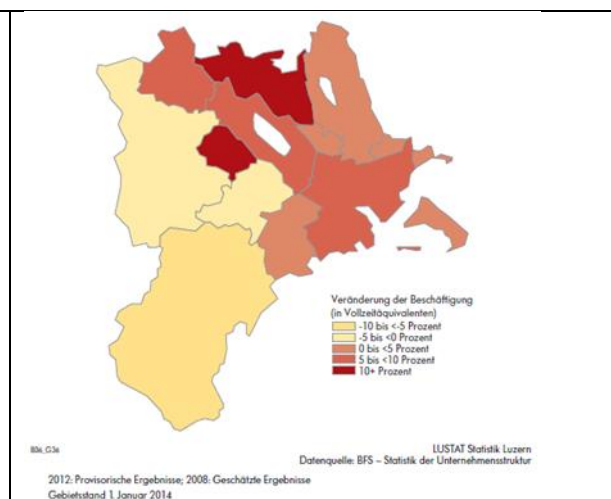 Veränderung der Beschäftigung
(in Vollzeitäquivalenten)
-10 bis <-5 Prozent
-5 bis <0 Prozent
0 bis <5 Prozent
5 bis <10 Prozent
10+ Prozent
LUSTAT Statistik Luzern
Datenquelle: BFS – Statistik der Unternehmensstruktur
2012: Provisorische Ergebnisse; 2008: Geschätzte Ergebnisse
Gebietsstand 1. Januar 2014